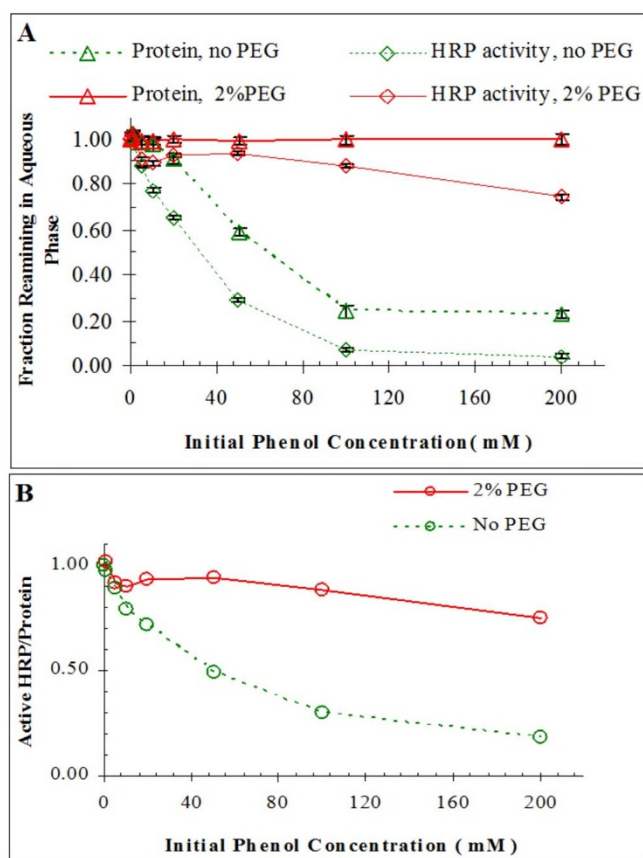 A
Protein, no PEG
HRP activity, no PEG
Protein, 2%PEG
HRP activity, 2% PEG
Fraction Reamining in Aqueous
Phase
1.00
0.80
0.60
0.40
0.20
0.00
0 40 80 120 160 200
Initial Phenol Concentration( mM)
B
2% PEG
No PEG
Active HRP/Protein
1.00
0.50
0.00
0 40 80 120 160 200
Initial Phenol Concentration ( mM)